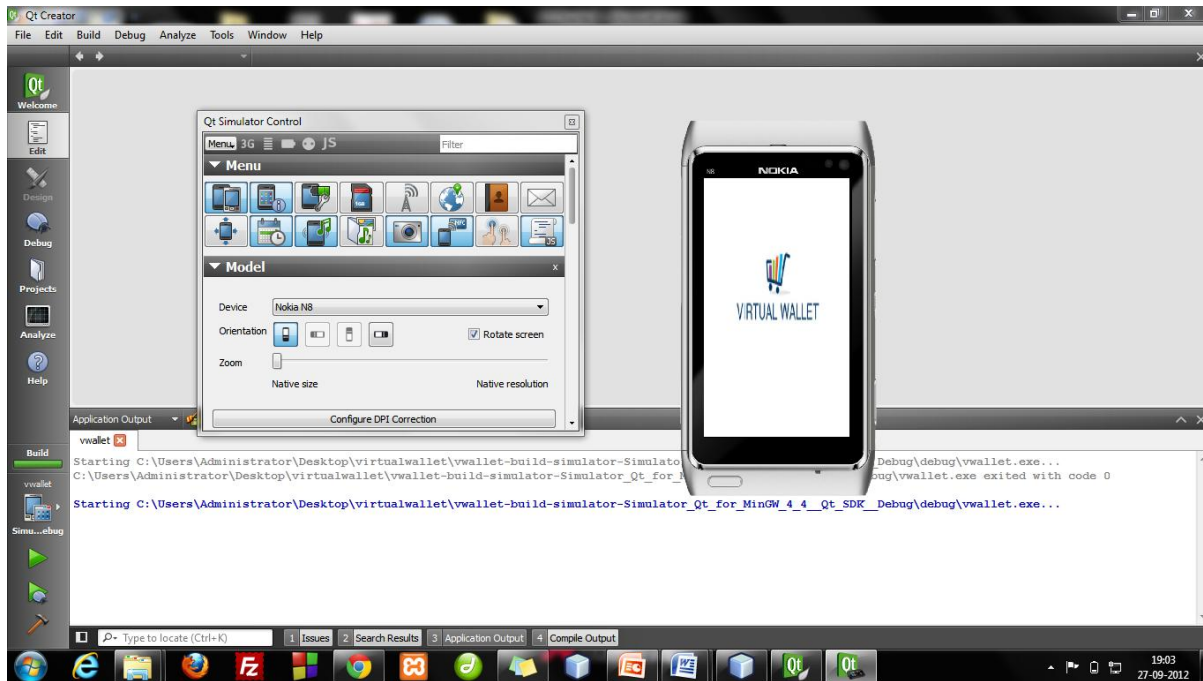 Qt Creator
File Edit Build Debug Analyze Tools Window Help
Qt
Welcome
Edit
Design
Debug
Projects
Analyze
Help
Qt Simulator Control
Menu 3G JS Filter
Menu
Model
x
Device Nokia N8
Orientation Rotate screen
Zoom
Native size Native resolution
Configure DPI Correction
N8 NOKIA
VIRTUAL WALLET
Application Output
vwallet
Starting C:\Users\Administrator\Desktop\virtualwallet\vwallet-build-simulator-Simulato _Debug\debug\vwallet.exe...
C:\Users\Administrator\Desktop\virtualwallet\vwallet-build-simulator-Simulator_Qt_for_ bug\vwallet.exe exited with code 0
Starting C:\Users\Administrator\Desktop\virtualwallet\vwallet-build-simulator-Simulator_Qt_for_MinGW_4_4__Qt_SDK__Debug\debug\vwallet.exe...
Build
vwallet
Simu...ebug
Type to locate (Ctrl+K) 1 Issues 2 Search Results 3 Application Output 4 Compile Output
19:03
27-09-2012